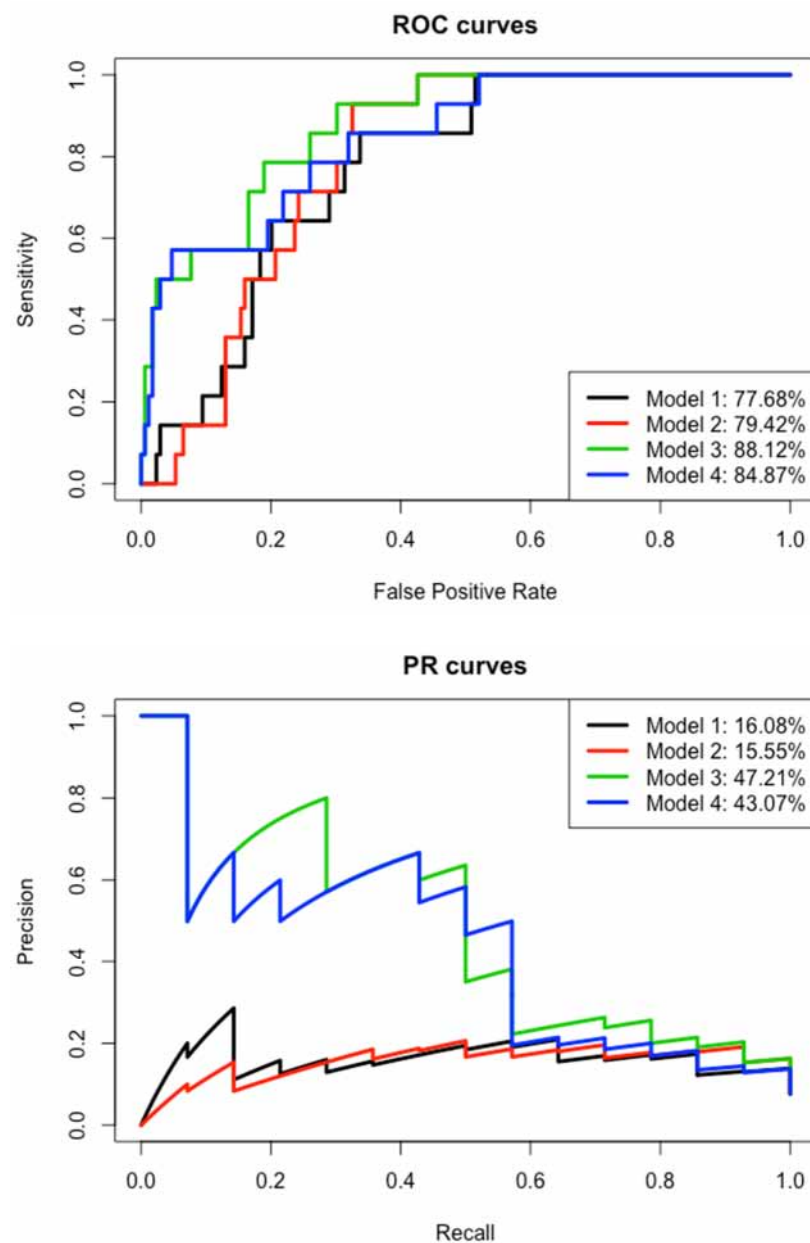 ROC curves
Sensitivity
0.0
0.2
0.4
0.6
0.8
1.0
0.0 0.2 0.4 0.6 0.8 1.0
False Positive Rate
Model 1: 77.68%
Model 2: 79.42%
Model 3: 88.12%
Model 4: 84.87%
PR curves
Precision
0.0
0.2
0.4
0.6
0.8
1.0
0.0 0.2 0.4 0.6 0.8 1.0
Recall
Model 1: 16.08%
Model 2: 15.55%
Model 3: 47.21%
Model 4: 43.07%